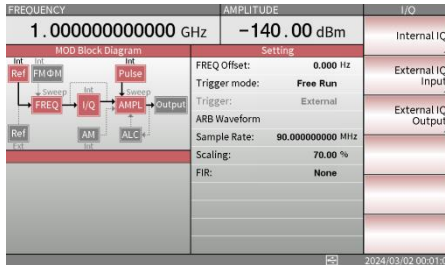 FREQUENCY AMPLITUDE I/Q
1.000000000000 GHz -140.00 dBm
Internal IQ
MOD Block Diagram
Int Int Int
Ref FMΦM Pulse
Sweep Int Sweep
FREQ I/Q AMPL Output
Ref AM ALC
Ext Int
Setting
FREQ Offset: 0.000 Hz
Trigger mode: Free Run
Trigger: External
ARB Waveform
Sample Rate: 90.000000000 MHz
Scaling: 70.00 %
FIR: None
External IQ
Input
External IQ
Output
2024/03/02 00:01: